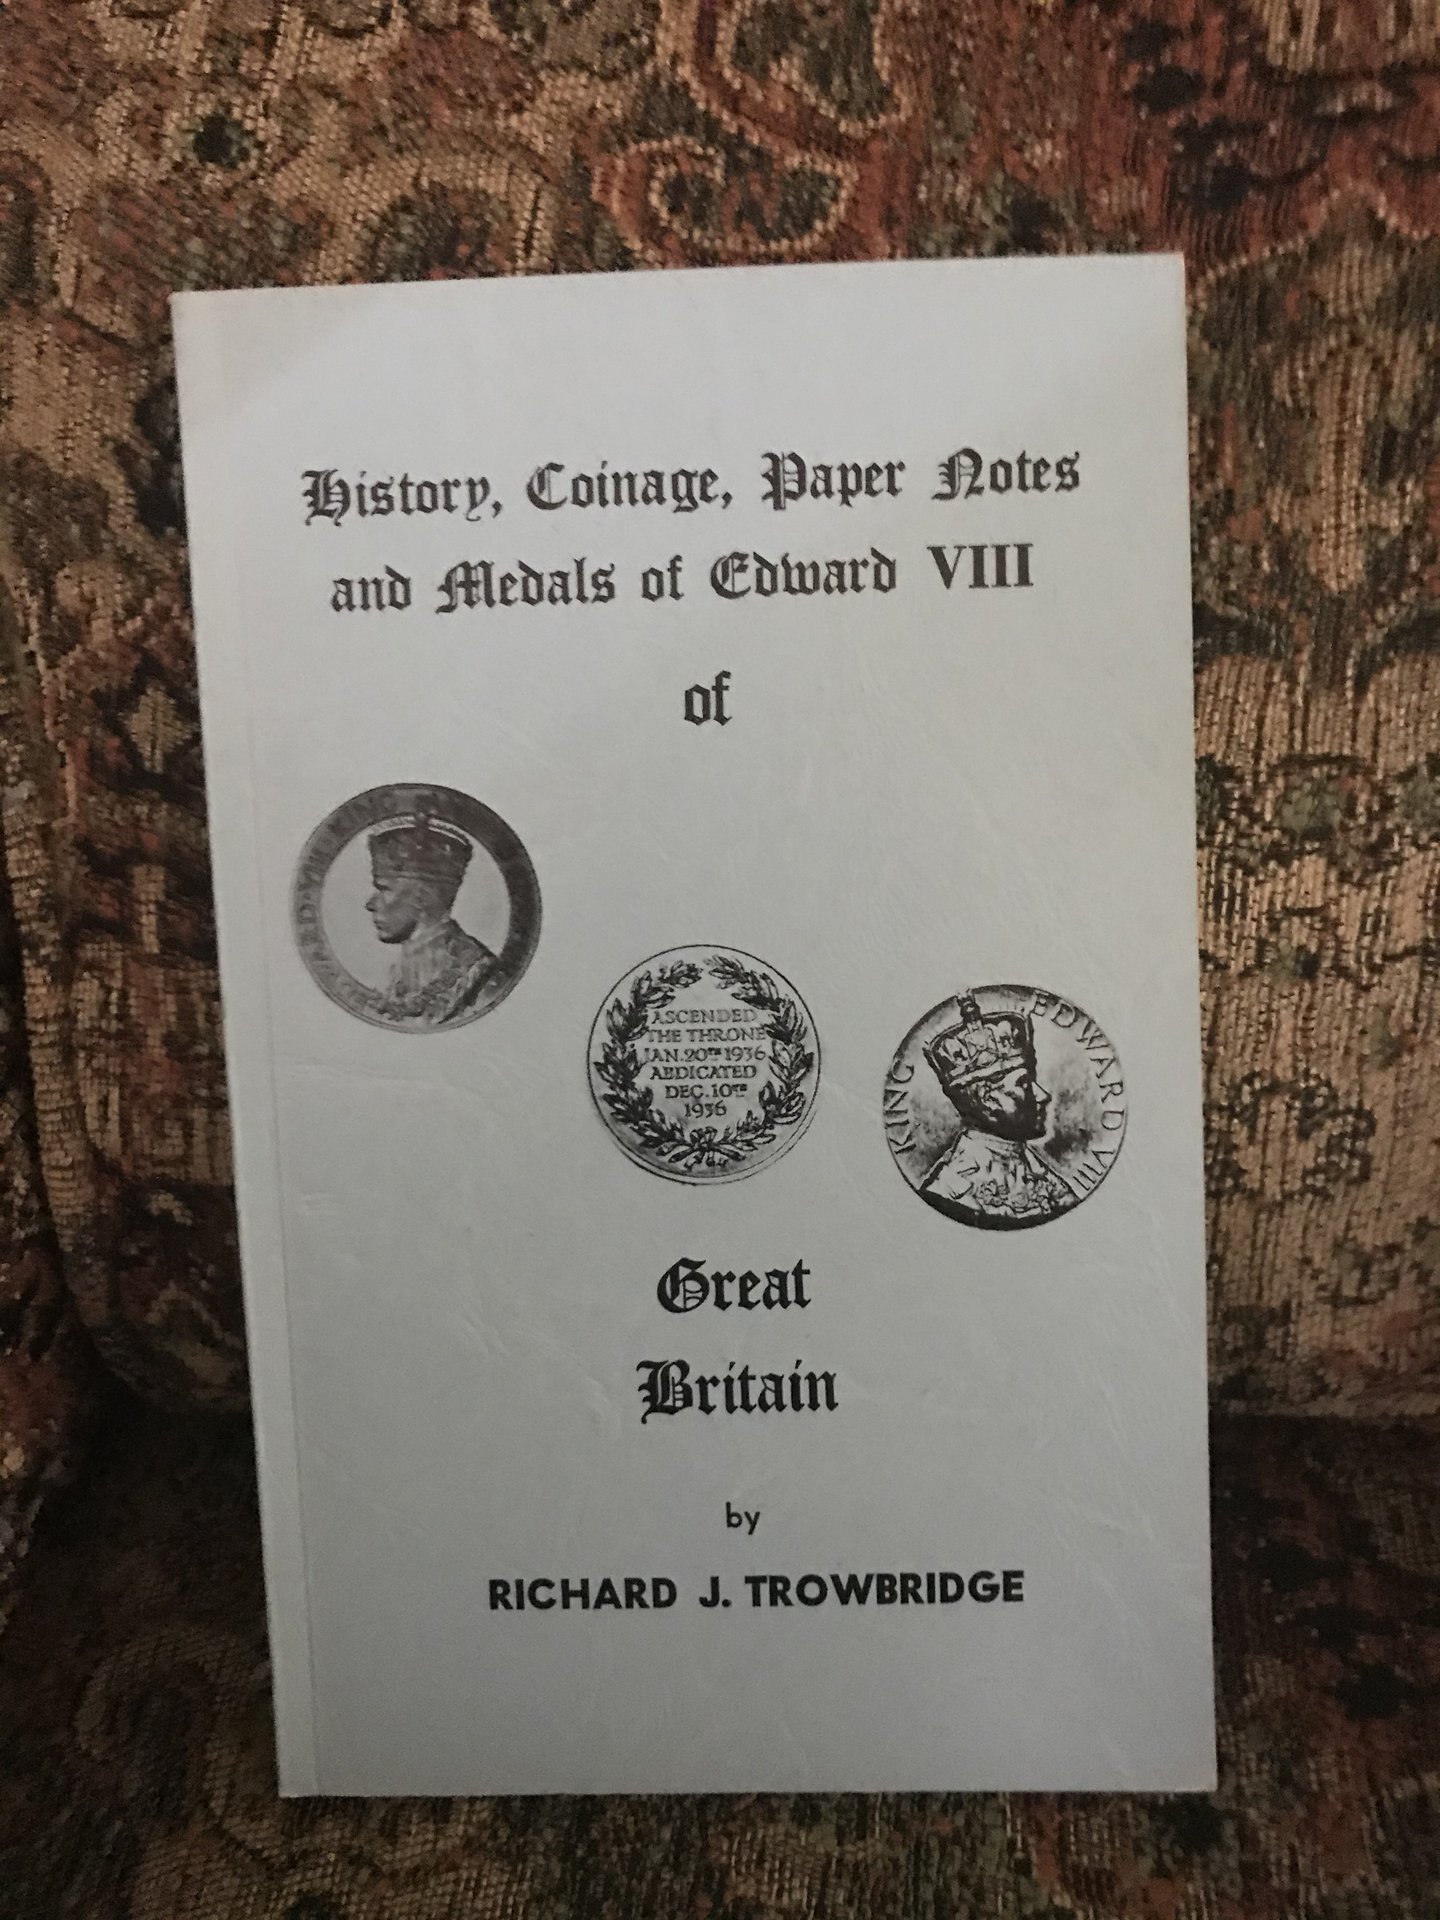 History, Coinage, Paper Notes
and Medals of Edward VIII
of
ASCENDED
THE THRONE
JAN. 20TH 1936
ABDICATED
DEC. 10TH
1936
KING EDWARD VIII
Great
Britain
by
RICHARD J. TROWBRIDGE